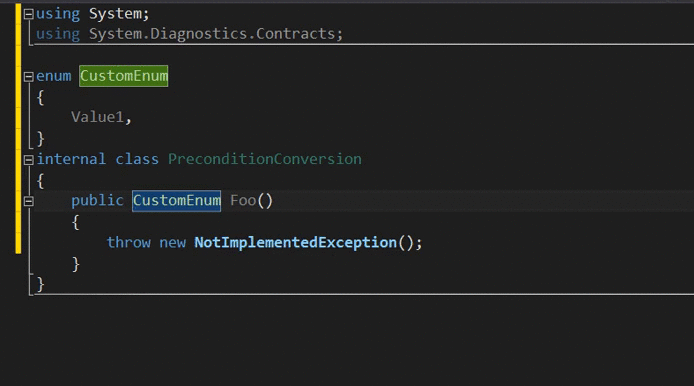 using System;
using System.Diagnostics.Contracts;
enum CustomEnum
{
    Value1,
}
internal class PreconditionConversion
{
    public CustomEnum Foo()
    {
        throw new NotImplementedException();
    }
}